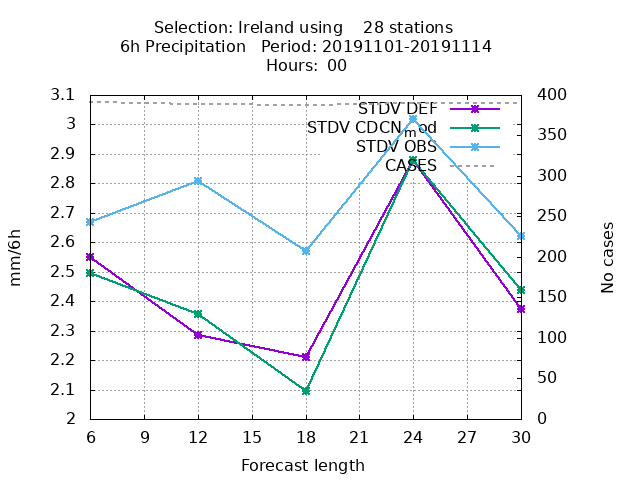 Selection: Ireland using 28 stations
6h Precipitation Period: 20191101-20191114
Hours: 00
STDV DEF
STDV CDCN_mod
STDV OBS
CASES
3.1
3
2.9
2.8
2.7
2.6
2.5
2.4
2.3
2.2
2.1
2
400
350
300
250
200
150
100
50
0
mm/6h
No cases
6 9 12 15 18 21 24 27 30
Forecast length